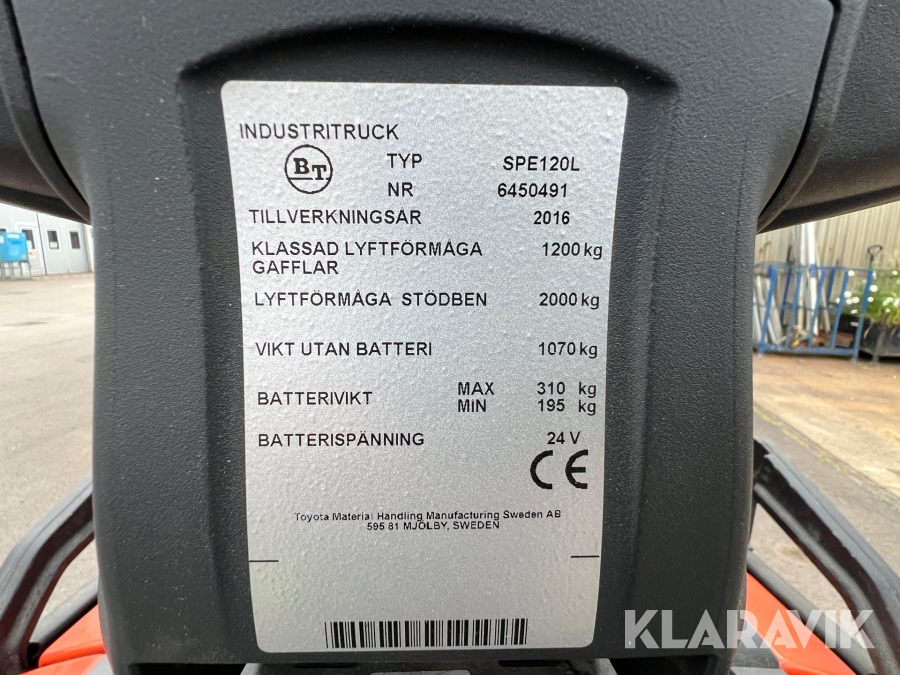 INDUSTRITRUCK
BT TYP SPE120L
NR 6450491
TILLVERKNINGSÅR 2016
KLASSAD LYFTFÖRMÅGA 1200 kg
GAFFLAR
LYFTFÖRMÅGA STÖDBEN 2000 kg
VIKT UTAN BATTERI 1070 kg
BATTERIVIKT MAX 310 kg
MIN 195 kg
BATTERISPÄNNING 24 V
CE
Toyota Material Handling Manufacturing Sweden AB
595 81 MJÖLBY, SWEDEN
KLARAVIK